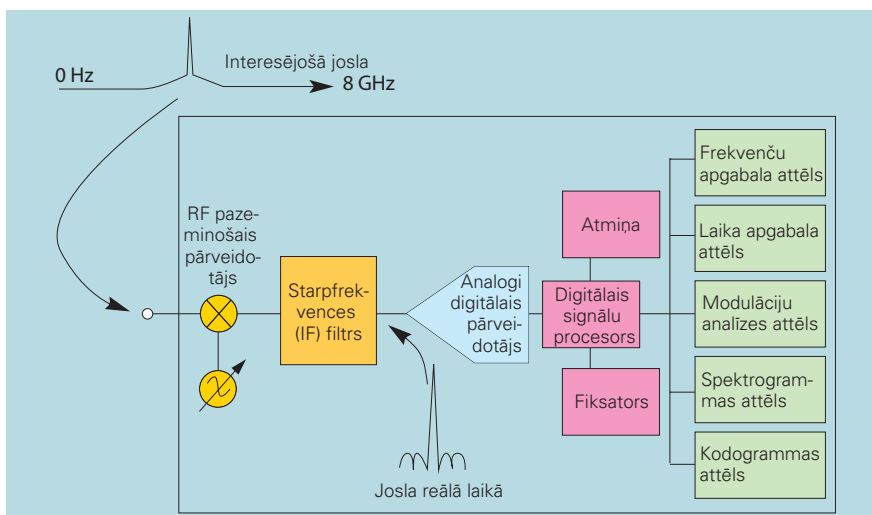 Interesējošā josla
0 Hz
8 GHz
RF paze-
minošais
pārveido-
tājs
Starpfrek-
vences
(IF) filtrs
Analogi
digitālais
pārvei-
dotājs
Atmiņa
Digitālais
signālu
procesors
Fiksators
Frekvenču
apgabala attēls
Laika apgabala
attēls
Modulāciju
analīzes attēls
Spektrogram-
mas attēls
Kodogrammas
attēls
Josla reālā laikā